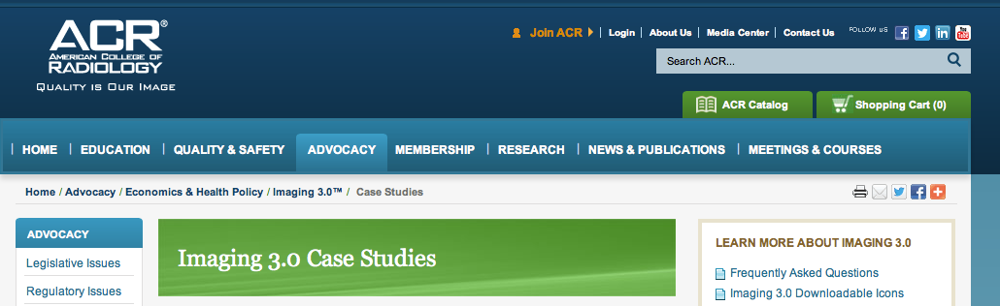 ACR®
AMERICAN COLLEGE OF
RADIOLOGY
QUALITY IS OUR IMAGE
Join ACR | Login | About Us | Media Center | Contact Us FOLLOW US
Search ACR...
ACR Catalog Shopping Cart (0)
| HOME | EDUCATION | QUALITY & SAFETY ADVOCACY MEMBERSHIP | RESEARCH | NEWS & PUBLICATIONS | MEETINGS & COURSES
Home / Advocacy / Economics & Health Policy / Imaging 3.0™ / Case Studies
ADVOCACY
Legislative Issues
Regulatory Issues
Imaging 3.0 Case Studies
LEARN MORE ABOUT IMAGING 3.0
Frequently Asked Questions
Imaging 3.0 Downloadable Icons